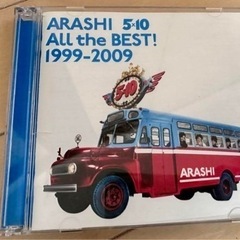 ARASHI 5×10
All the BEST!
1999-2009
5×10
ARASHI